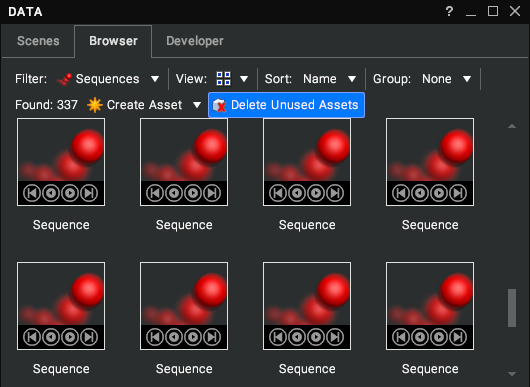 DATA ?
Scenes Browser Developer
Filter: Sequences View: Sort: Name Group: None
Found: 337 Create Asset Delete Unused Assets
Sequence Sequence Sequence Sequence
Sequence Sequence Sequence Sequence